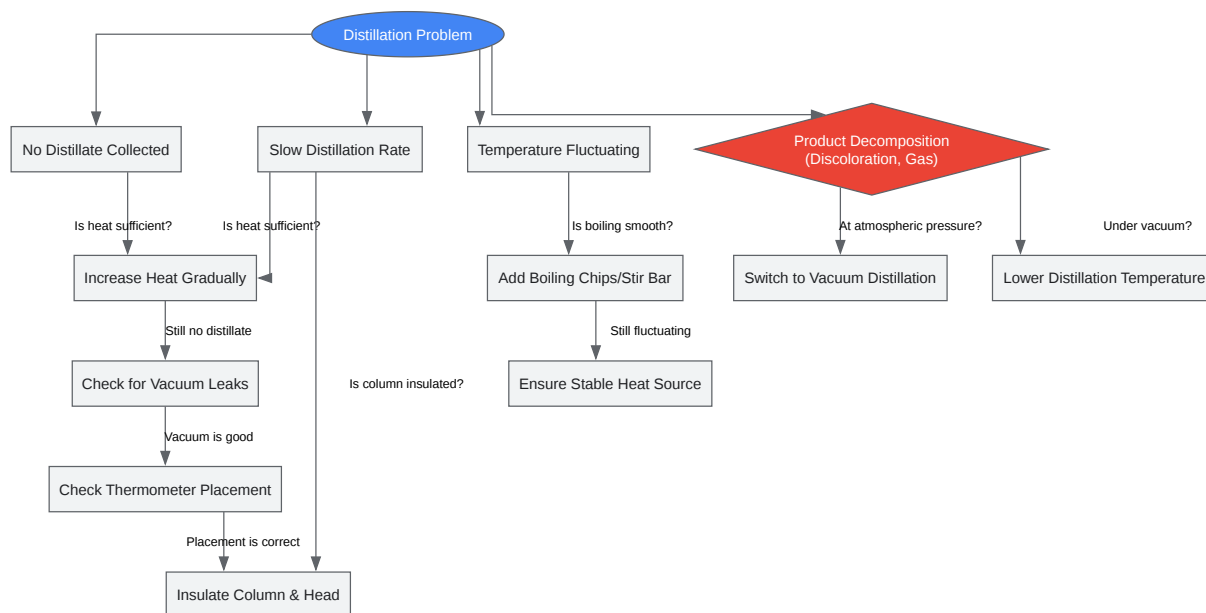 Distillation Problem
No Distillate Collected
Slow Distillation Rate
Temperature Fluctuating
Product Decomposition
(Discoloration, Gas)
Is heat sufficient?
Is heat sufficient?
Is boiling smooth?
At atmospheric pressure?
Under vacuum?
Increase Heat Gradually
Add Boiling Chips/Stir Bar
Switch to Vacuum Distillation
Lower Distillation Temperature
Still no distillate
Still fluctuating
Check for Vacuum Leaks
Is column insulated?
Ensure Stable Heat Source
Vacuum is good
Check Thermometer Placement
Placement is correct
Insulate Column & Head